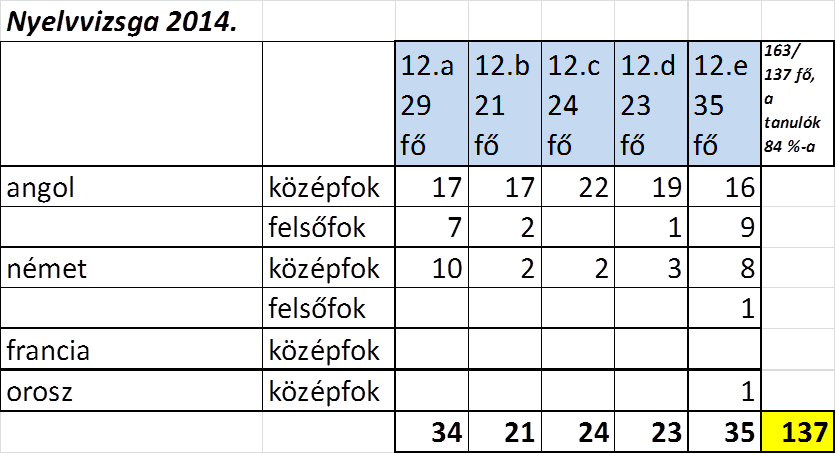 Nyelvvizsga 2014.
12.a 29 fő 12.b 21 fő 12.c 24 fő 12.d 23 fő 12.e 35 fő 163/ 137 fő, a tanulók 84 %-a
angol középfok 17 17 22 19 16
felsőfok 7 2 1 9
német középfok 10 2 2 3 8
felsőfok 1
francia középfok
orosz középfok 1
34 21 24 23 35 137